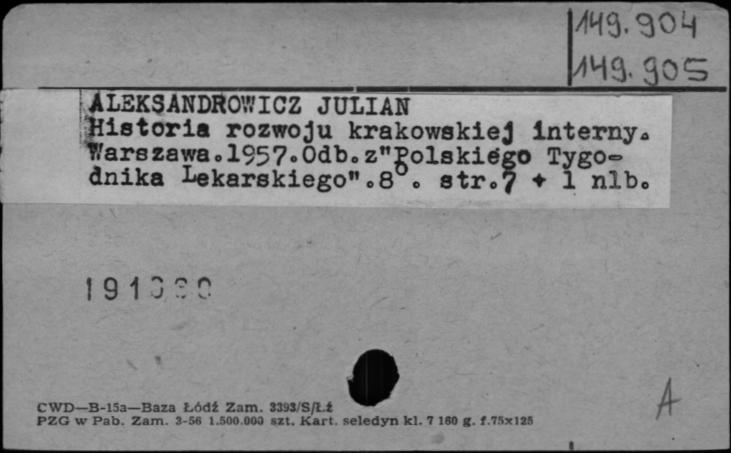 149.904
149.905
ALEKSANDROWICZ JULIAN
Historia rozwoju krakowskiej interny.
Warszawa.1957.Odb.z"Polskiego Tygo-
dnika Lekarskiego".8°. str.7 + 1 nlb.
CWD—B-15a—Baza Łódź Zam. 3393/S/Łź
A
PZG w Pab. Zam. 3-56 1.500.000 szt. Kart. seledyn kl. 7 160 g. f.75x125